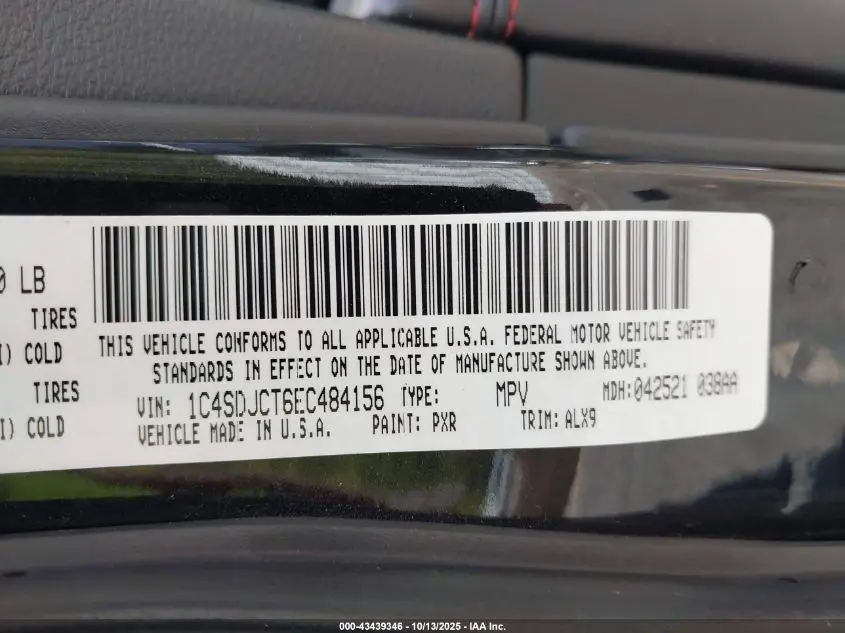 0 LB
TIRES
I) COLD
TIRES
I) COLD
THIS VEHICLE CONFORMS TO ALL APPLICABLE U.S.A. FEDERAL MOTOR VEHICLE SAFETY
STANDARDS IN EFFECT ON THE DATE OF MANUFACTURE SHOWN ABOVE.
VIN: 1C4SDJCT6EC484156 TYPE: MPV MDH: 042521 038AA
VEHICLE MADE IN U.S.A. PAINT: PXR TRIM: ALX9
000-43439346 | 10/13/2025 | IAA Inc.